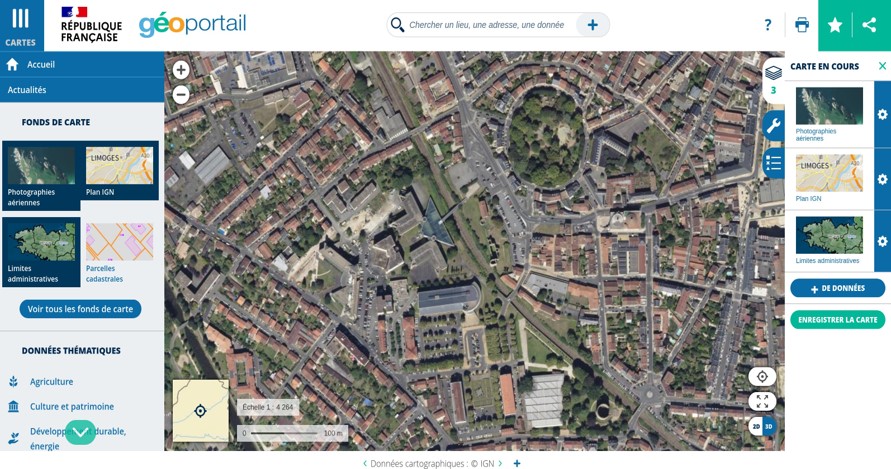 CARTES
RÉPUBLIQUE
FRANÇAISE
géoportail
Chercher un lieu, une adresse, une donnée
+
?
Accueil
Actualités
FONDS DE CARTE
Photographies
aériennes
LIMOGES
Plan IGN
Limites
administratives
Parcelles
cadastrales
Voir tous les fonds de carte
DONNÉES THÉMATIQUES
Agriculture
Culture et patrimoine
énergie
+
−
3
Échelle 1 : 4 264
0 100 m
2D 3D
CARTE EN COURS
Photographies
aériennes
LIMOGES
Plan IGN
Limites administratives
+ DE DONNÉES
ENREGISTRER LA CARTE
Données cartographiques : © IGN
+